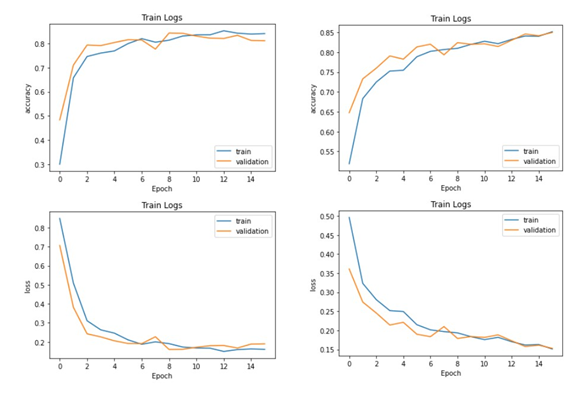 Train Logs
accuracy
0.8
0.7
0.6
0.5
0.4
0.3
train
validation
0 2 4 6 8 10 12 14
Epoch
Train Logs
accuracy
0.85
0.80
0.75
0.70
0.65
0.60
0.55
train
validation
0 2 4 6 8 10 12 14
Epoch
Train Logs
loss
0.8
0.7
0.6
0.5
0.4
0.3
0.2
train
validation
0 2 4 6 8 10 12 14
Epoch
Train Logs
loss
0.50
0.45
0.40
0.35
0.30
0.25
0.20
0.15
train
validation
0 2 4 6 8 10 12 14
Epoch